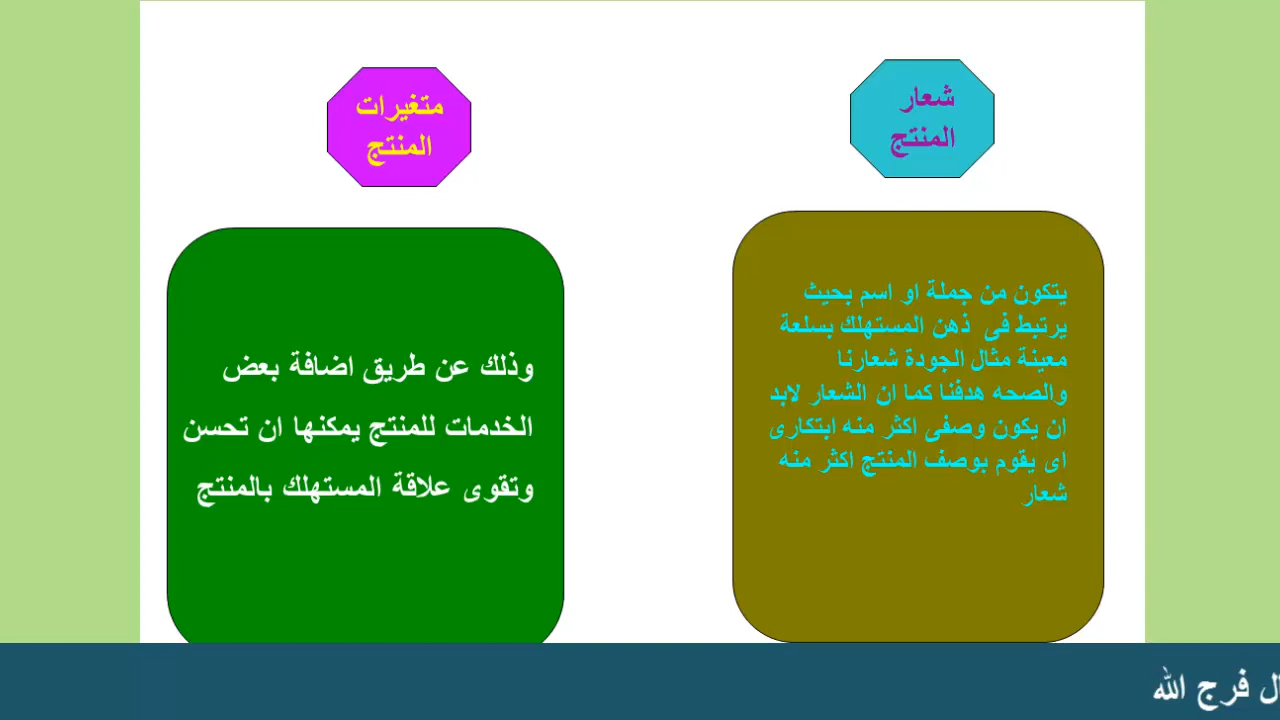 شعار
المنتج
يتكون من جملة او اسم بحيث
يرتبط فى ذهن المستهلك بسلعة
معينة مثال الجودة شعارنا
والصحه هدفنا كما ان الشعار لابد
ان يكون وصفى اكثر منه ابتكارى
اى يقوم بوصف المنتج اكثر منه
شعار
متغيرات
المنتج
وذلك عن طريق اضافة بعض
الخدمات للمنتج يمكنها ان تحسن
وتقوى علاقة المستهلك بالمنتج
فرج الله